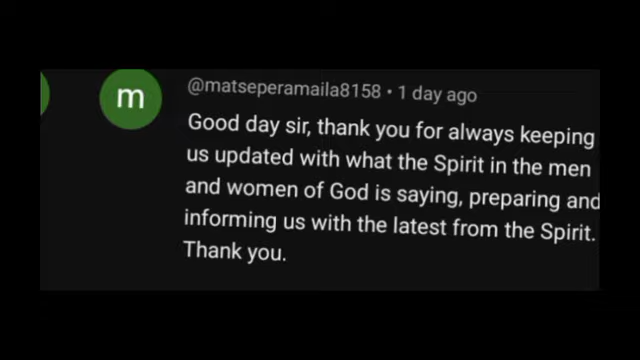 m
@matseperamaila8158 • 1 day ago
Good day sir, thank you for always keeping
us updated with what the Spirit in the men
and women of God is saying, preparing and
informing us with the latest from the Spirit.
Thank you.